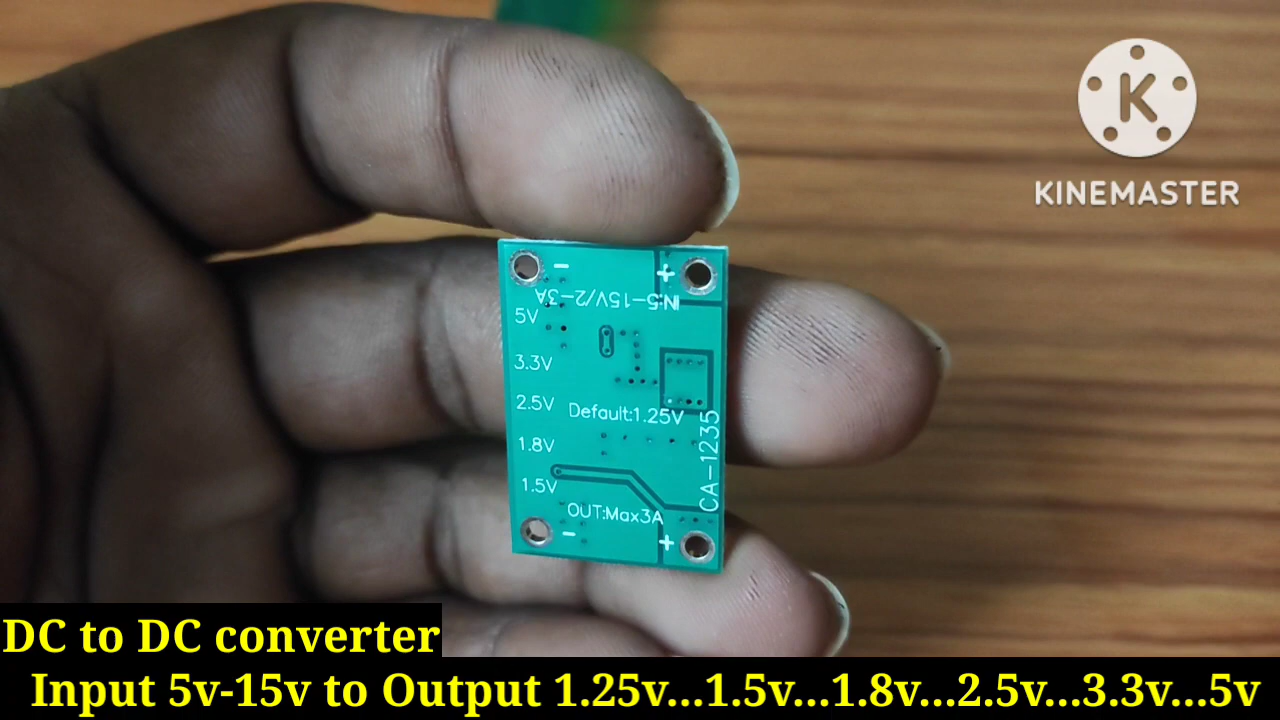 K
KINEMASTER
− +
IN:5-15V/2-3A
5V
3.3V
2.5V
Default:1.25V
1.8V
CA-1235
1.5V
OUT:Max3A
− +
DC to DC converter
Input 5v-15v to Output 1.25v...1.5v...1.8v...2.5v...3.3v...5v